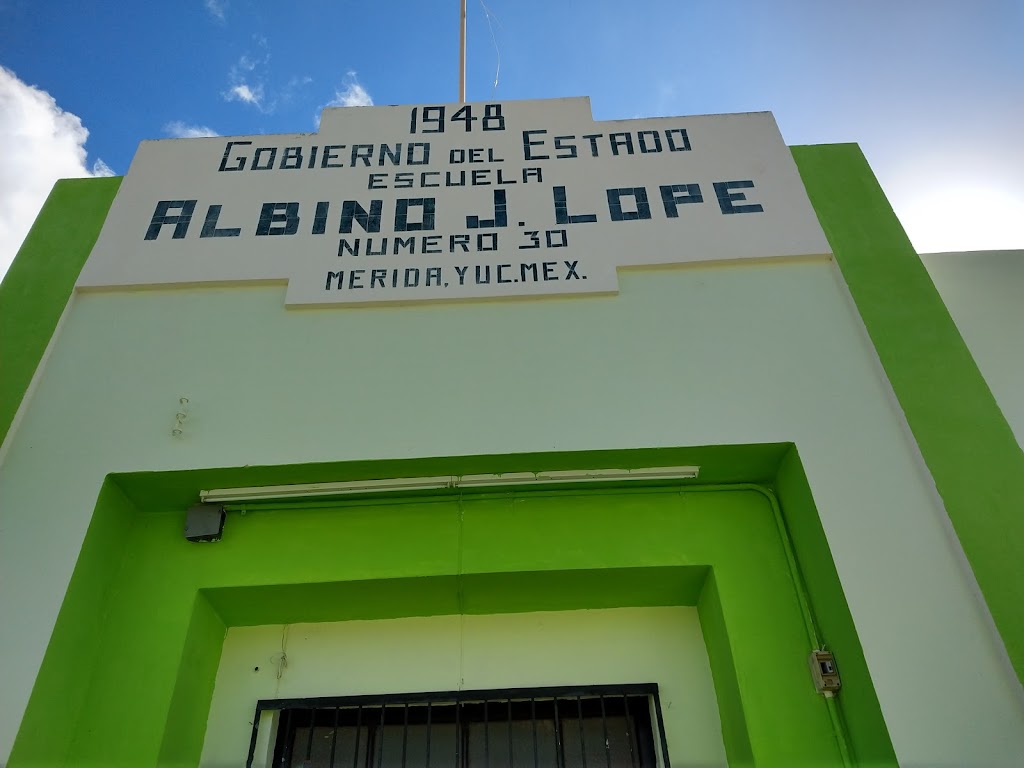 1948
GOBIERNO DEL ESTADO
ESCUELA
ALBINO J. LOPE
NUMERO 30
MERIDA, YUC.MEX.